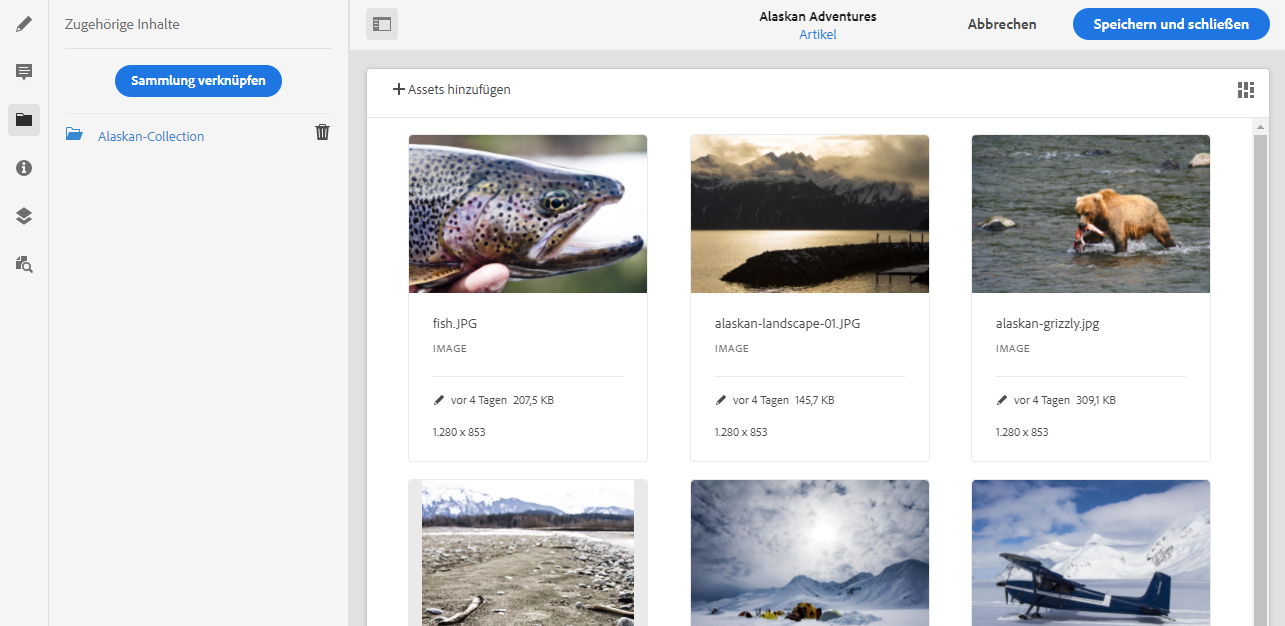 Zugehörige Inhalte
Sammlung verknüpfen
Alaskan-Collection
Alaskan Adventures
Artikel
Abbrechen
Speichern und schließen
Assets hinzufügen
fish.JPG
IMAGE
vor 4 Tagen 207,5 KB
1.280 x 853
alaskan-landscape-01.JPG
IMAGE
vor 4 Tagen 145,7 KB
1.280 x 853
alaskan-grizzly.jpg
IMAGE
vor 4 Tagen 309,1 KB
1.280 x 853